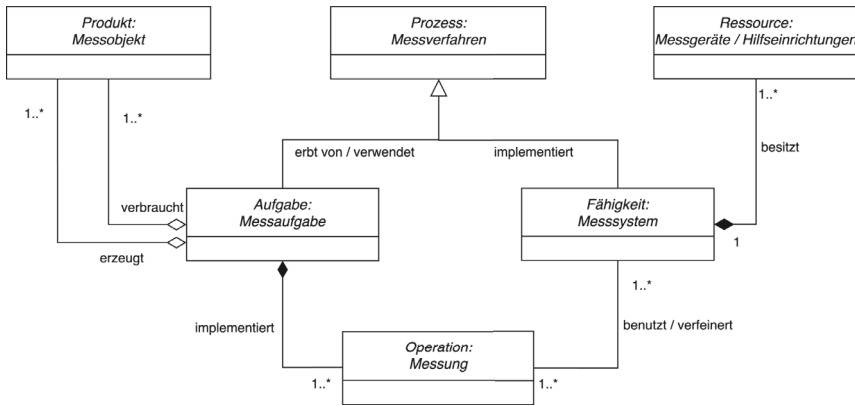 Produkt:
Messobjekt
Prozess:
Messverfahren
Ressource:
Messgeräte / Hilfseinrichtungen
1..*
1..*
1..*
erbt von / verwendet
implementiert
besitzt
verbraucht
Aufgabe:
Messaufgabe
Fähigkeit:
Messsystem
1
erzeugt
1..*
implementiert
benutzt / verfeinert
Operation:
Messung
1..*
1..*